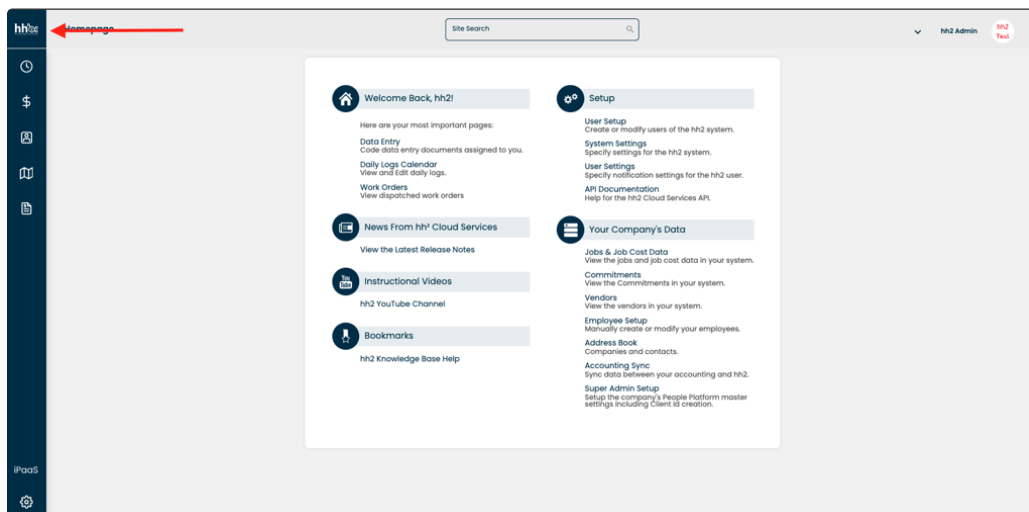 Homepage
Site Search
hh2 Admin
hh2
Test
Welcome Back, hh2!
Here are your most important pages:
Data Entry
Code data entry documents assigned to you.
Daily Logs Calendar
View and Edit daily logs.
Work Orders
View dispatched work orders
News From hh² Cloud Services
View the Latest Release Notes
You
Tube
Instructional Videos
hh2 YouTube Channel
Bookmarks
hh2 Knowledge Base Help
Setup
User Setup
Create or modify users of the hh2 system.
System Settings
Specify settings for the hh2 system.
User Settings
Specify notification settings for the hh2 user.
API Documentation
Help for the hh2 Cloud Services API.
Your Company's Data
Jobs & Job Cost Data
View the jobs and job cost data in your system.
Commitments
View the Commitments in your system.
Vendors
View the vendors in your system.
Employee Setup
Manually create or modify your employees.
Address Book
Companies and contacts.
Accounting Sync
Sync data between your accounting and hh2.
Super Admin Setup
Setup the company's People Platform master
settings including Client Id creation.
iPaaS